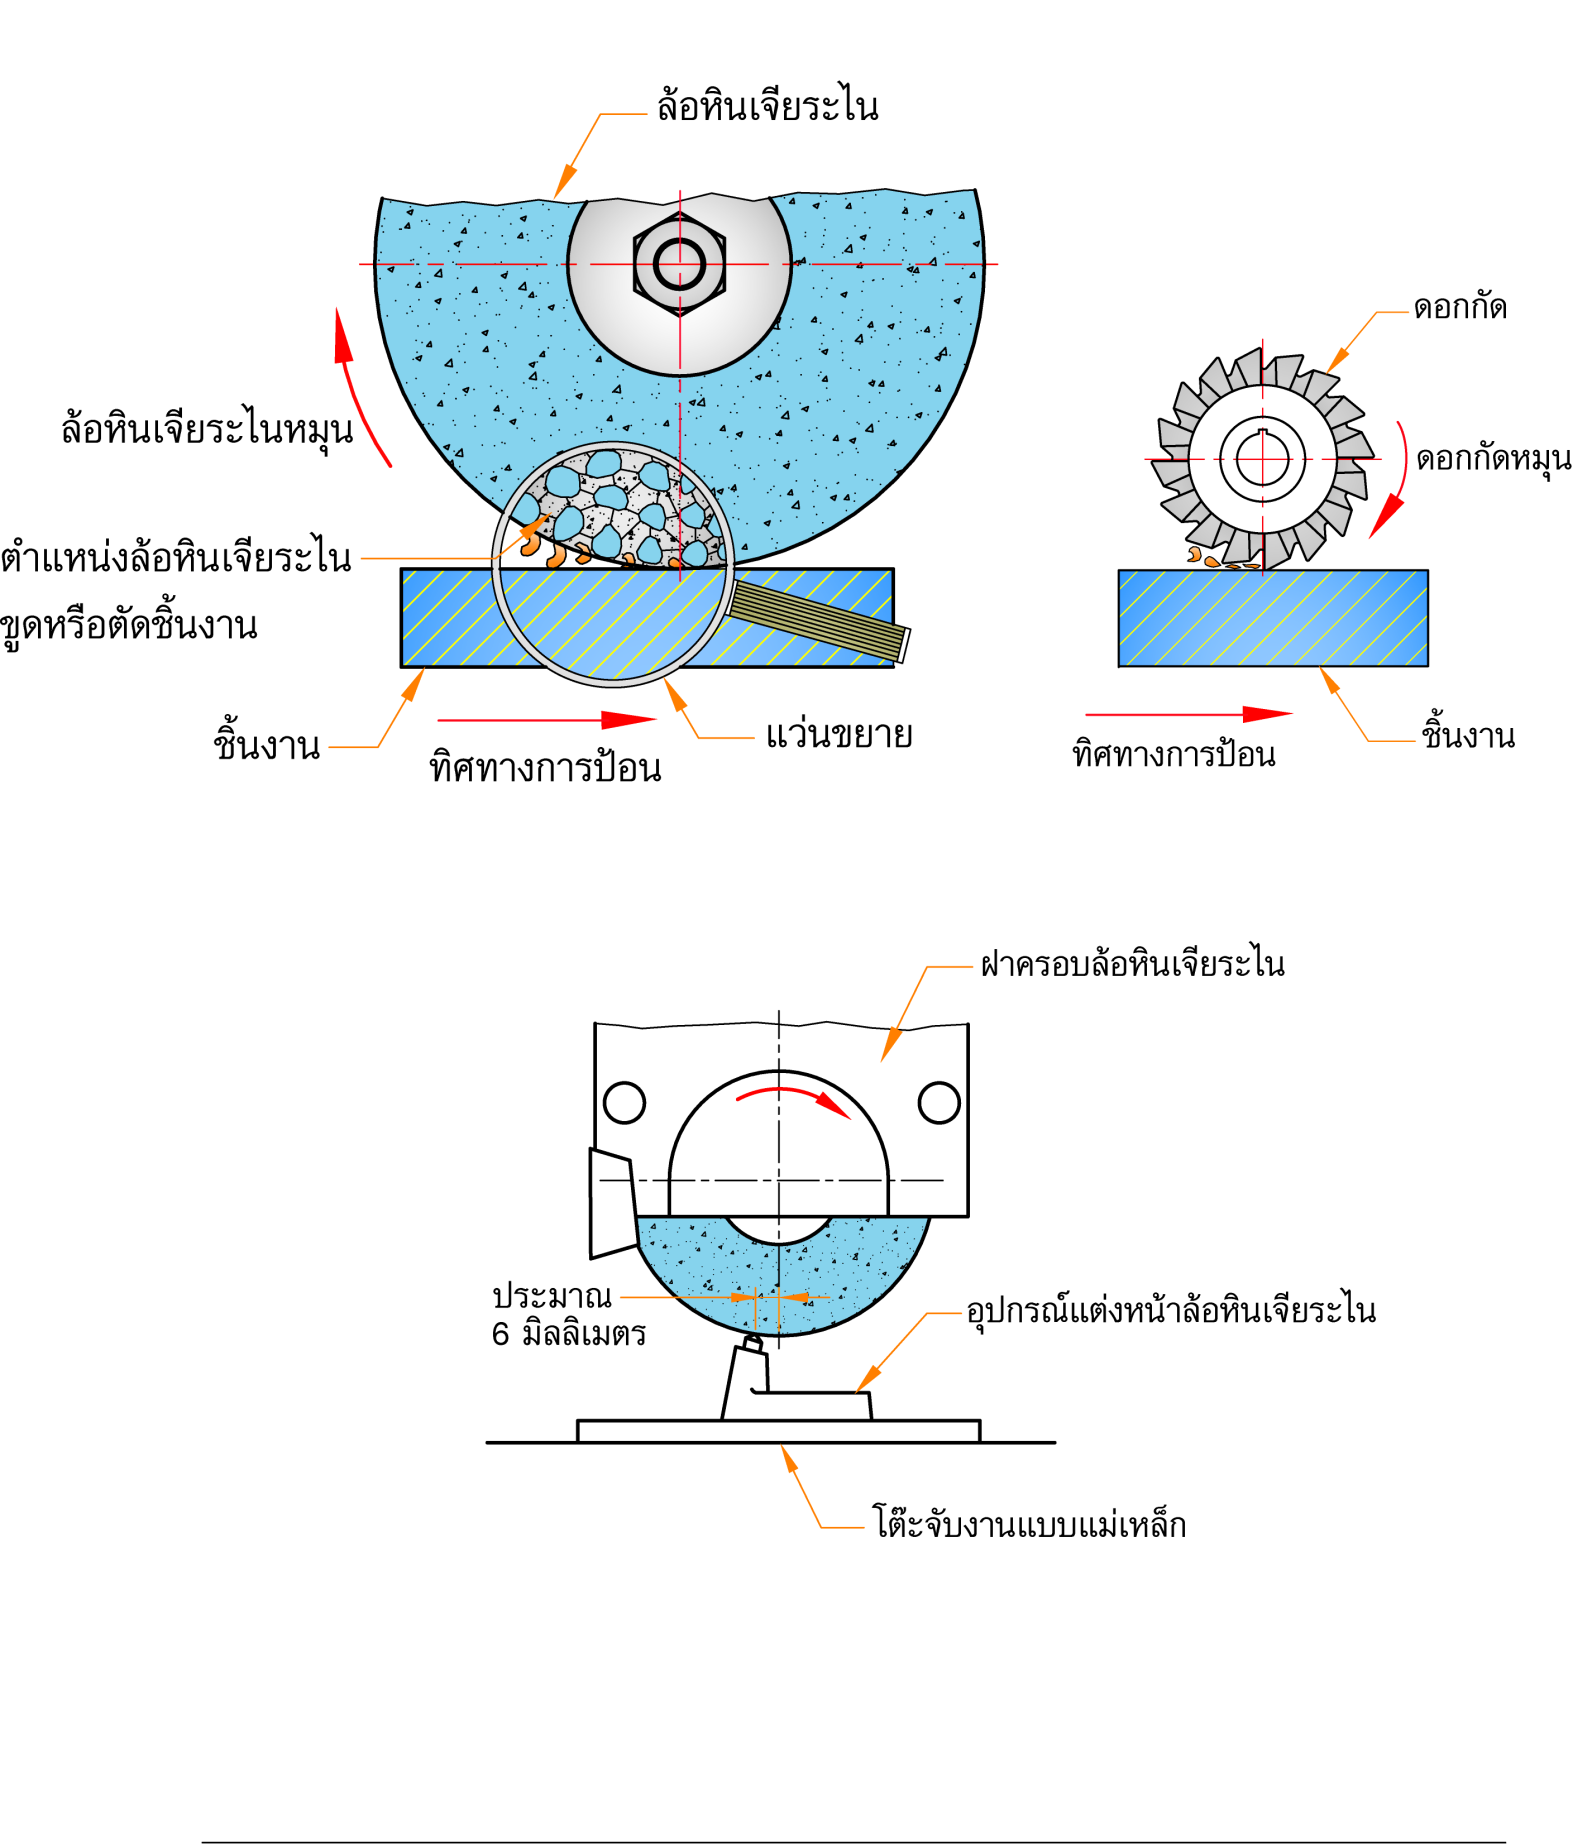 ล้อหินเจียระไน
ดอกกัด
ล้อหินเจียระไนหมุน
ดอกกัดหมุน
ตำแหน่งล้อหินเจียระไน
ขูดหรือตัดชิ้นงาน
ชิ้นงาน
แว่นขยาย
ทิศทางการป้อน
ชิ้นงาน
ทิศทางการป้อน
ฝาครอบล้อหินเจียระไน
ประมาณ
6 มิลลิเมตร
อุปกรณ์แต่งหน้าล้อหินเจียระไน
โต๊ะจับงานแบบแม่เหล็ก